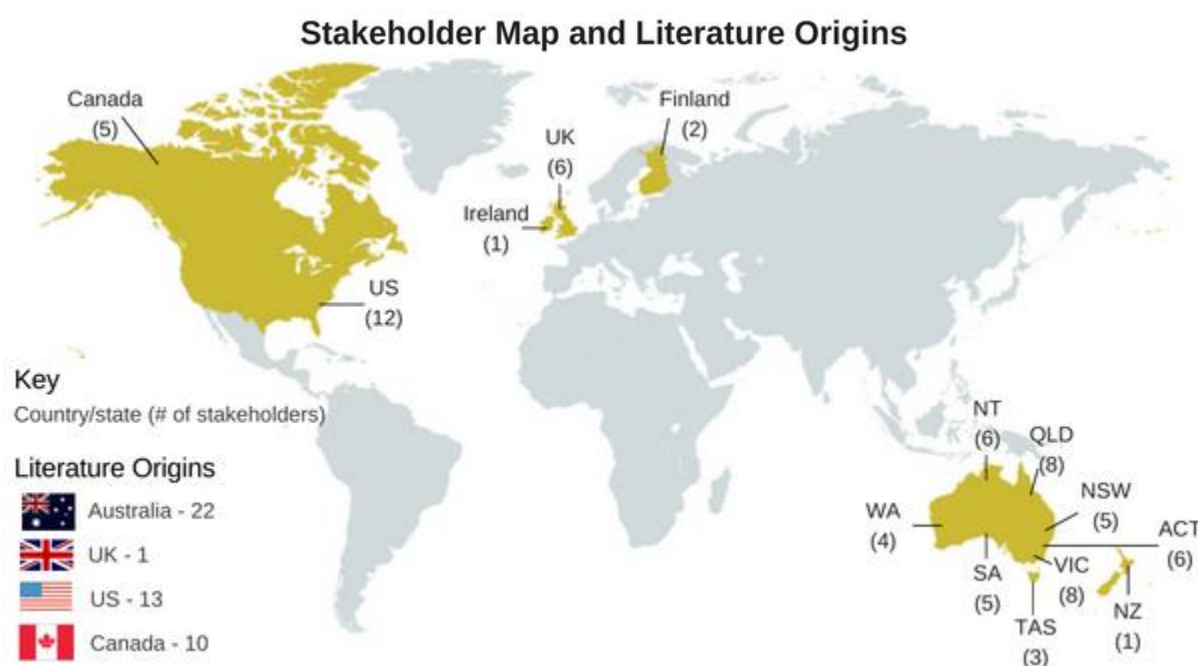 Stakeholder Map and Literature Origins
Canada
(5)
Finland
(2)
UK
(6)
Ireland
(1)
US
(12)
Key
Country/state (# of stakeholders)
Literature Origins
Australia - 22
UK - 1
US - 13
Canada - 10
NT
(6)
QLD
(8)
NSW
(5)
ACT
(6)
WA
(4)
SA
(5)
VIC
(8)
TAS
(3)
NZ
(1)